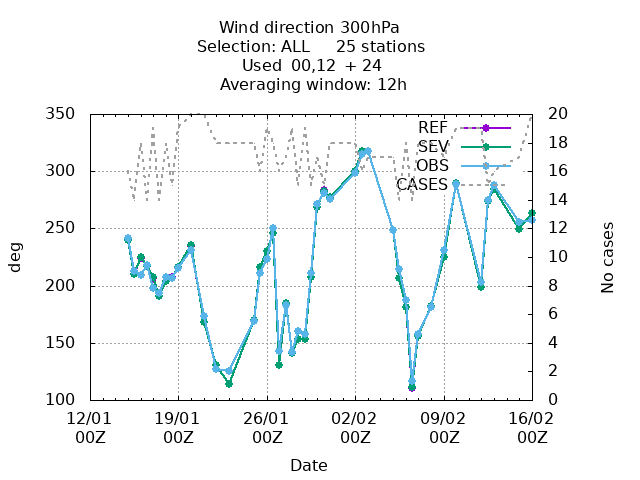 Wind direction 300hPa
Selection: ALL 25 stations
Used 00,12 + 24
Averaging window: 12h
350 20
REF
18
SEV
300 16
OBS
CASES
14
250 12
deg
10
No cases
200 8
6
150 4
2
100 0
12/01 19/01 26/01 02/02 09/02 16/02
00Z 00Z 00Z 00Z 00Z 00Z
Date